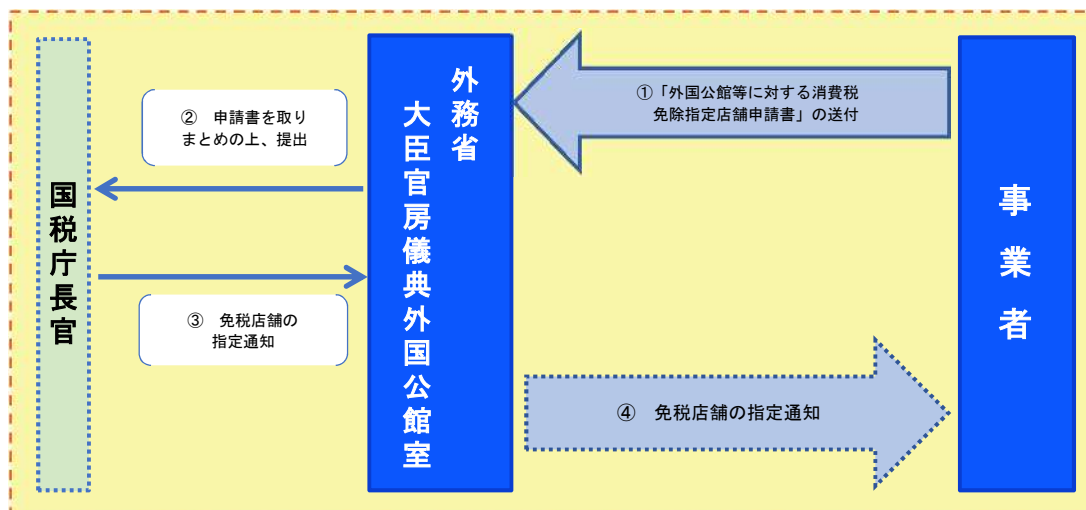 国税庁長官
② 申請書を取り
まとめの上、提出
③ 免税店舗の
指定通知
外務省
大臣官房儀典外国公館室
①「外国公館等に対する消費税
免除指定店舗申請書」の送付
④ 免税店舗の指定通知
事業者